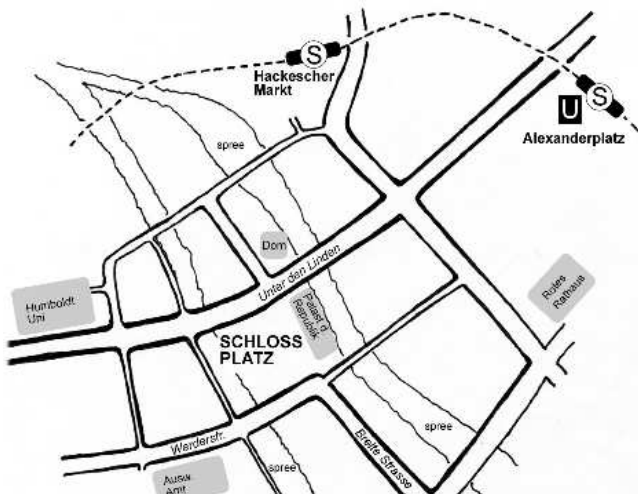 S
Hackescher
Markt
S
U
Alexanderplatz
spree
Dom
Unter den Linden
Humboldt
Uni
Palast d.
Republik
Rotes
Rathaus
SCHLOSS
PLATZ
Werderstr.
Breite Strasse
spree
spree
Ausw.
Amt